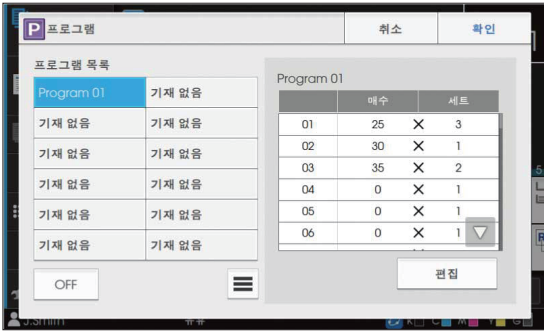 P 프로그램 취소 확인
프로그램 목록
Program 01 기재 없음
기재 없음 기재 없음
기재 없음 기재 없음
기재 없음 기재 없음
기재 없음 기재 없음
기재 없음 기재 없음
OFF
Program 01
매수 세트
01 25 X 3
02 30 X 1
03 35 X 2
04 0 X 1
05 0 X 1
06 0 X 1
편집
J.Smith K C M Y G